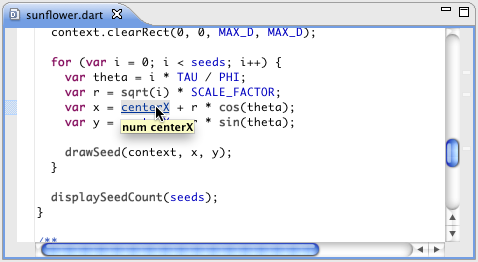 sunflower.dart
context.clearRect(0, 0, MAX_D, MAX_D);
for (var i = 0; i < seeds; i++) {
var theta = i * TAU / PHI;
var r = sqrt(i) * SCALE_FACTOR;
var x = centerX + r * cos(theta);
var y = r * sin(theta);
num centerX
drawSeed(context, x, y);
}
displaySeedCount(seeds);
}
/**